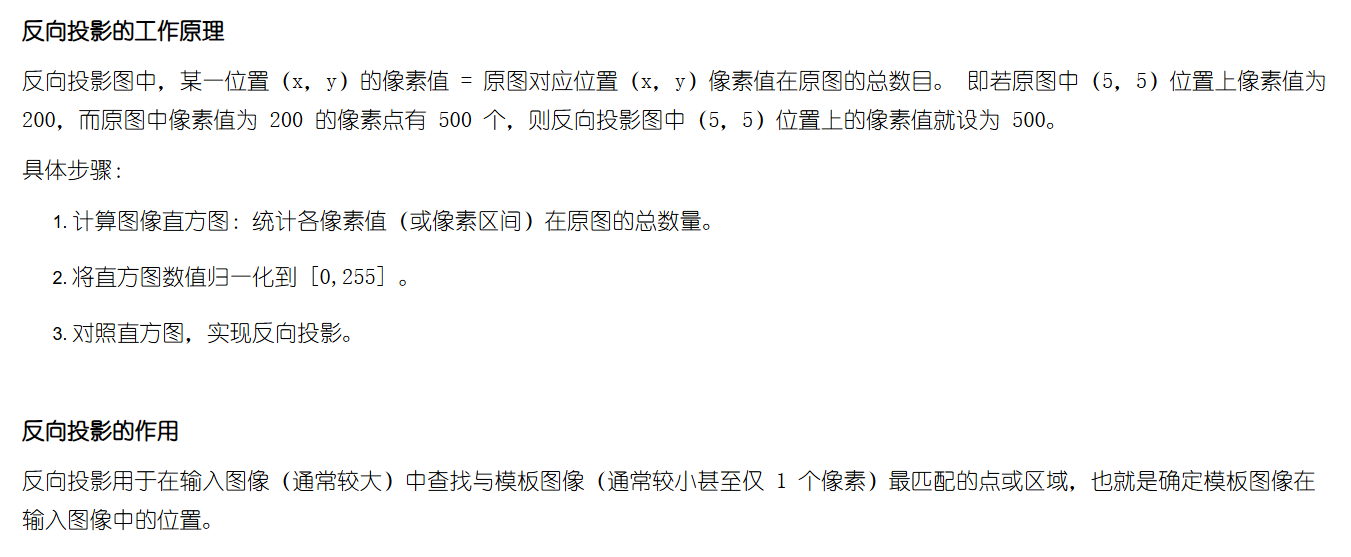 反向投影的工作原理
反向投影图中，某一位置（x，y）的像素值 = 原图对应位置（x，y）像素值在原图的总数目。 即若原图中（5，5）位置上像素值为
200，而原图中像素值为 200 的像素点有 500 个，则反向投影图中（5，5）位置上的像素值就设为 500。
具体步骤：
1. 计算图像直方图：统计各像素值（或像素区间）在原图的总数量。
2. 将直方图数值归一化到 [0,255] 。
3. 对照直方图，实现反向投影。
反向投影的作用
反向投影用于在输入图像（通常较大）中查找与模板图像（通常较小甚至仅 1 个像素）最匹配的点或区域，也就是确定模板图像在
输入图像中的位置。